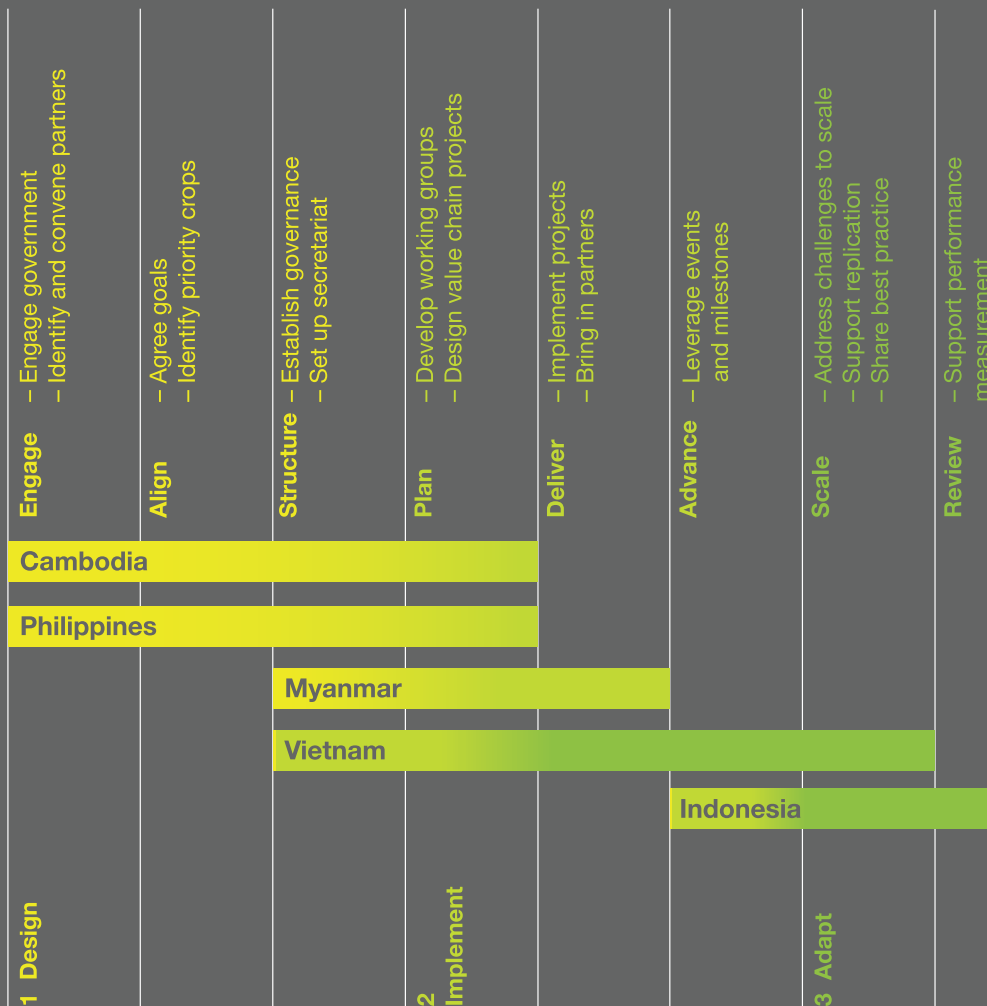 Engage
– Engage government
– Identify and convene partners
Align
– Agree goals
– Identify priority crops
Structure
– Establish governance
– Set up secretariat
Plan
– Develop working groups
– Design value chain projects
Deliver
– Implement projects
– Bring in partners
Advance
– Leverage events
and milestones
Scale
– Address challenges to scale
– Support replication
– Share best practice
Review
– Support performance
measurement
Cambodia
Philippines
Myanmar
Vietnam
Indonesia
1 Design
2
Implement
3 Adapt